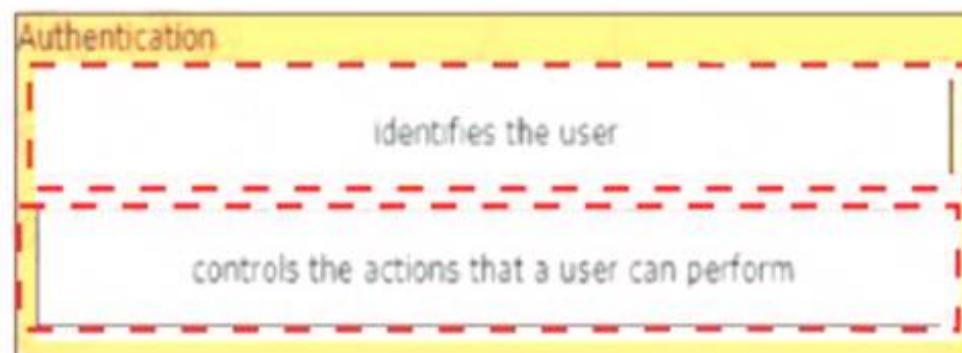 Authentication
identifies the user
controls the actions that a user can perform